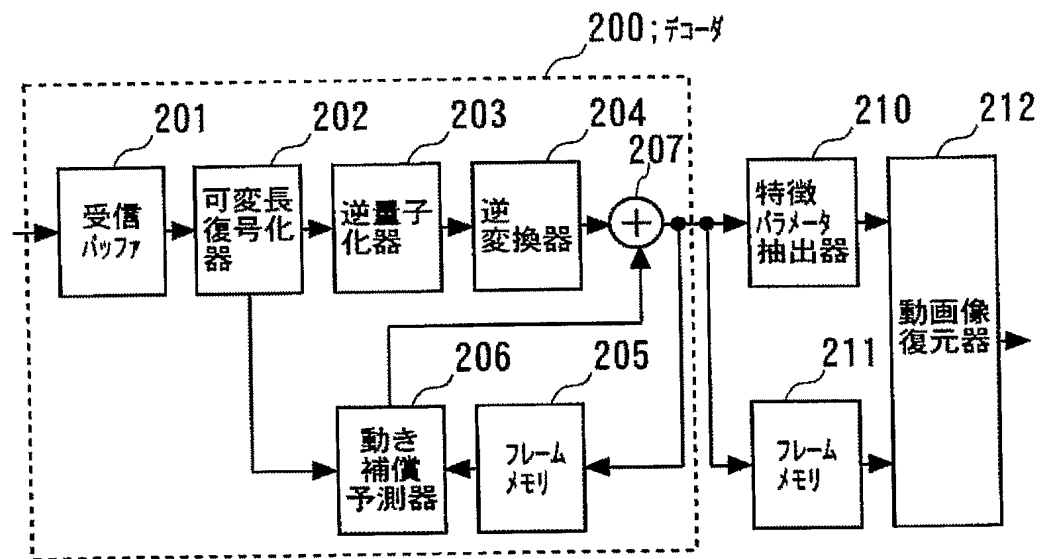 200;デコーダ
201
202
203
204
207
210
212
受信
バッファ
可変長
復号化
器
逆量子
化器
逆
変換器
+
特徴
パラメータ
抽出器
動画像
復元器
206
205
211
動き
補償
予測器
フレーム
メモリ
フレーム
メモリ